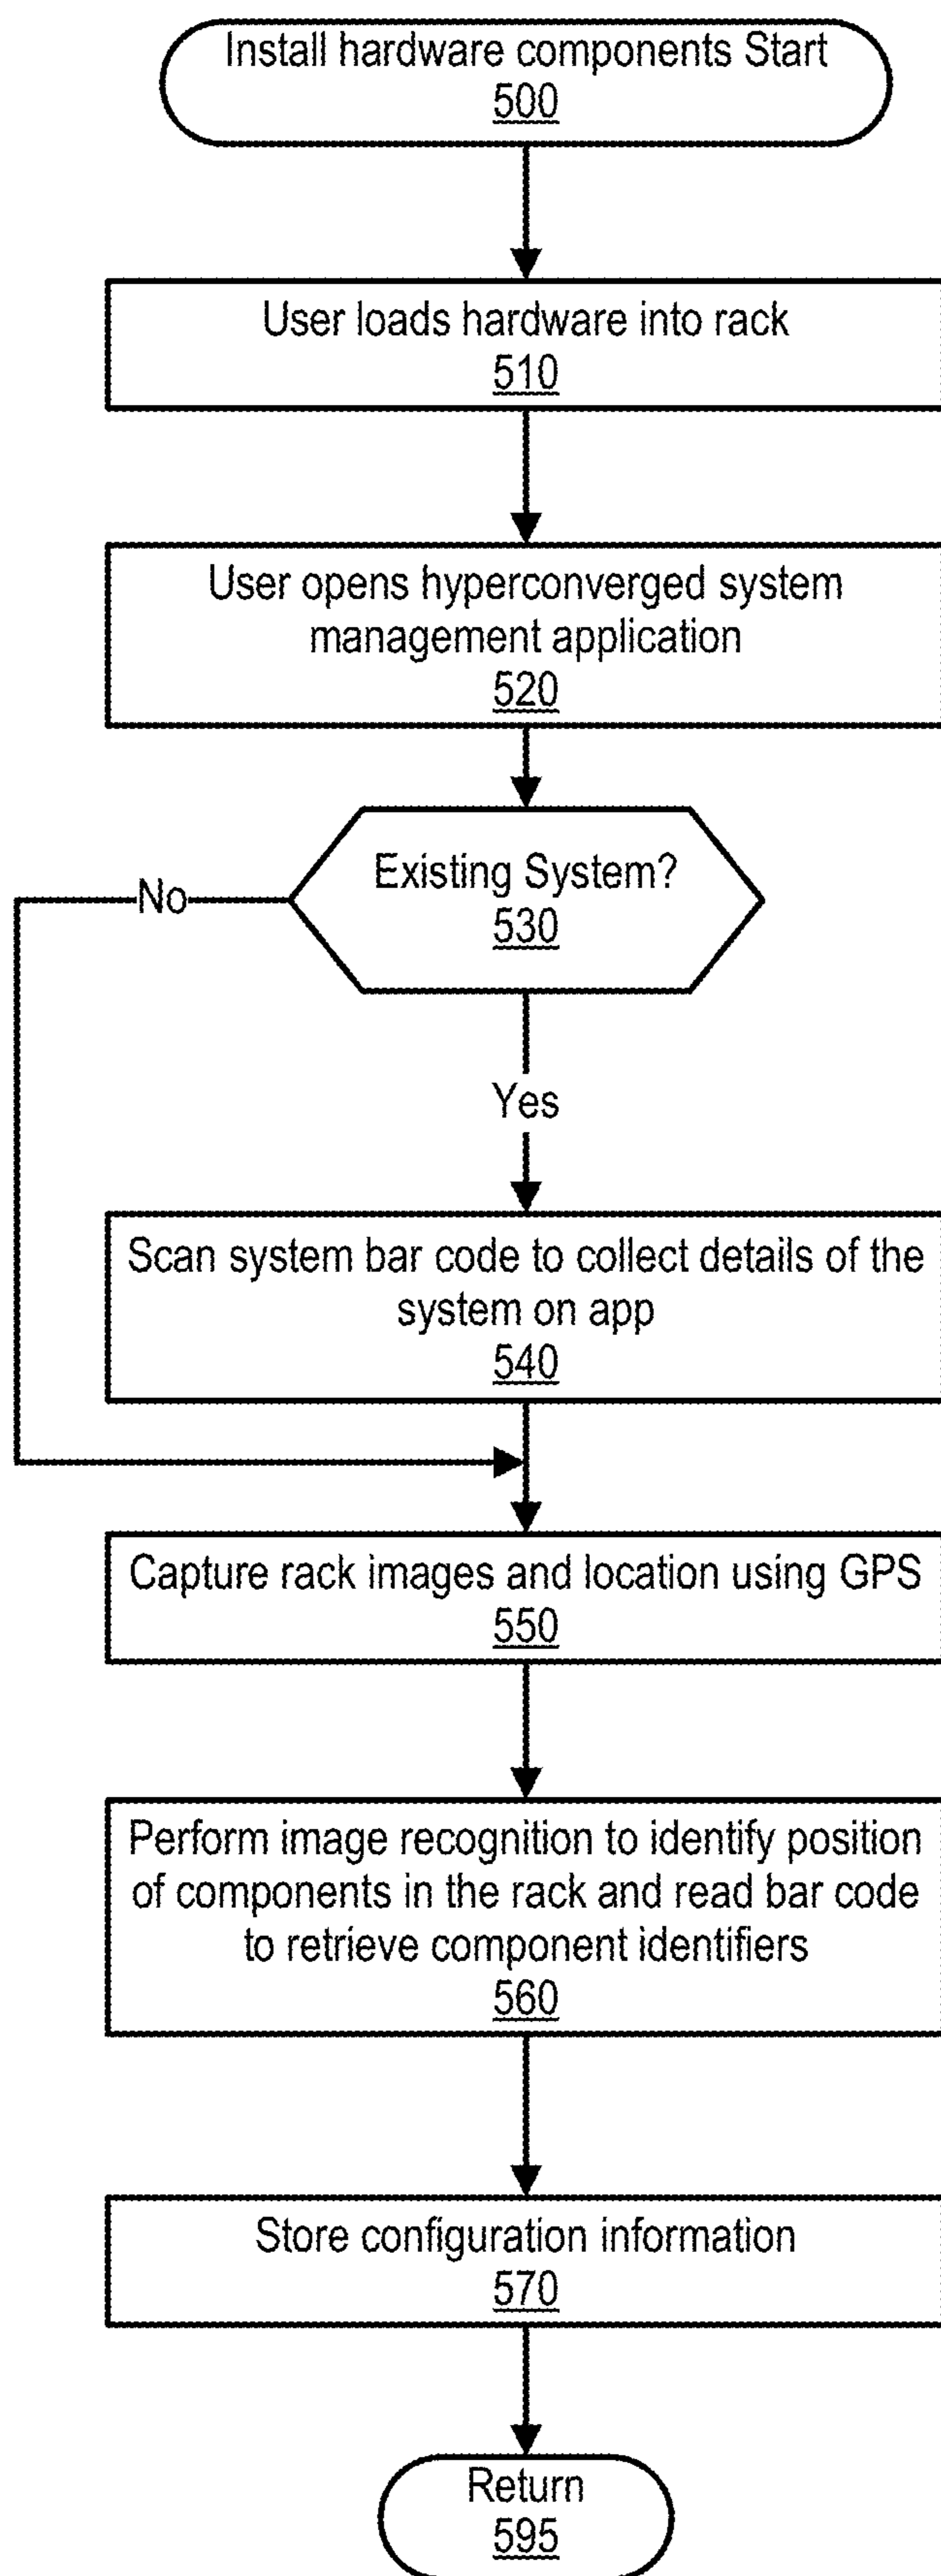 Install hardware components Start
500
User loads hardware into rack
510
User opens hyperconverged system
management application
520
Existing System?
530
No
Yes
Scan system bar code to collect details of the
system on app
540
Capture rack images and location using GPS
550
Perform image recognition to identify position
of components in the rack and read bar code
to retrieve component identifiers
560
Store configuration information
570
Return
595